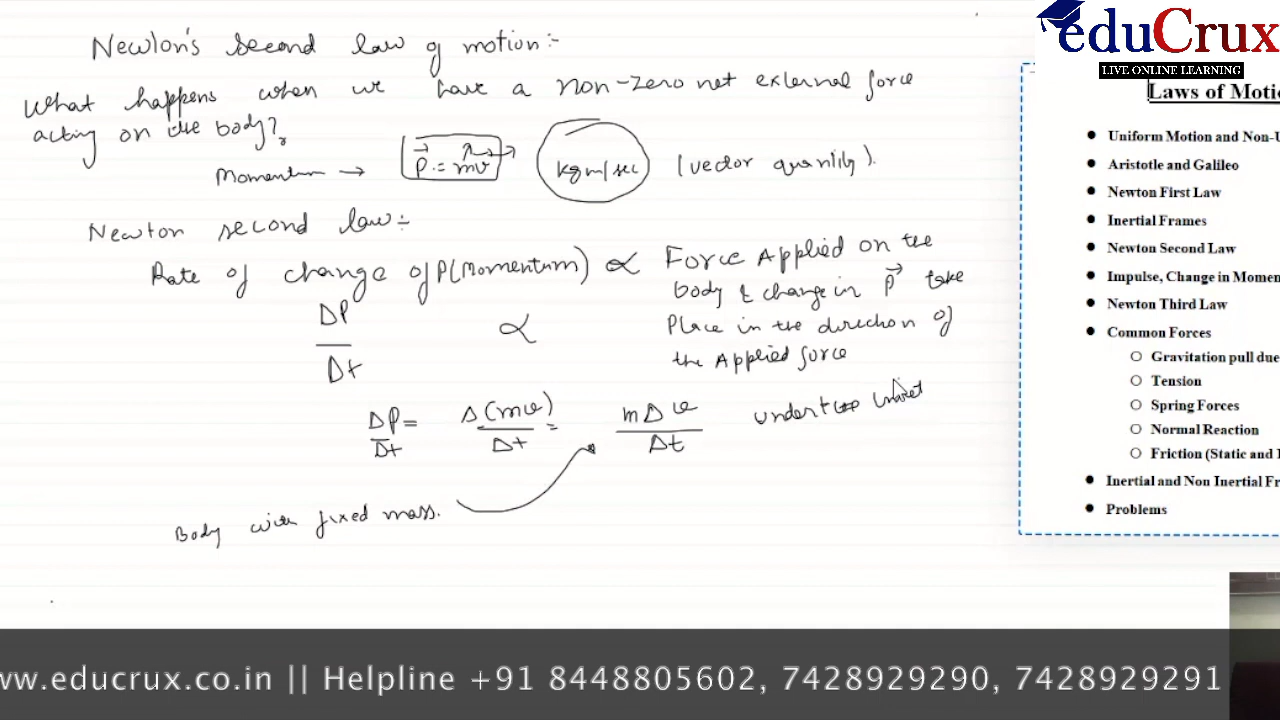 Newton's second law of motion:-
What happens when we have a non-zero net external force
acting on the body?
Momentum → P = mv kgm/sec (vector quantity).
Newton second law:-
Rate of change of P(Momentum) ∝ Force Applied on the
body & change in P take
Place in the direction of
the Applied force
ΔP
∝
Δt
ΔP/Δt = Δ(mv)/Δt = mΔv/Δt under the
Body with fixed mass.
eduCrux
LIVE ONLINE LEARNING
Laws of Motio
● Uniform Motion and Non-U
● Aristotle and Galileo
● Newton First Law
● Inertial Frames
● Newton Second Law
● Impulse, Change in Momen
● Newton Third Law
● Common Forces
○ Gravitation pull due
○ Tension
○ Spring Forces
○ Normal Reaction
○ Friction (Static and
● Inertial and Non Inertial Fr
● Problems
ww.educrux.co.in || Helpline +91 8448805602, 7428929290, 7428929291